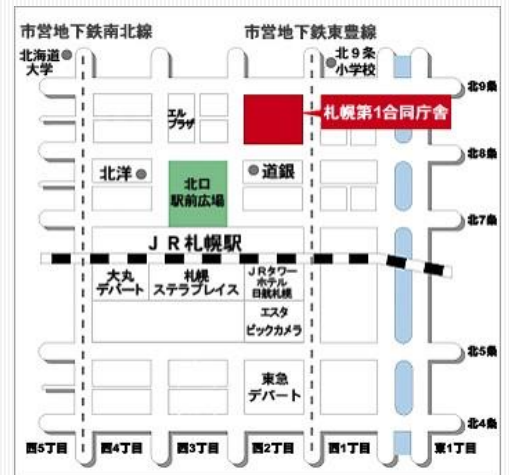 市営地下鉄南北線
市営地下鉄東豊線
北海道
大学
北9条
小学校
北9条
エル
プラザ
札幌第1合同庁舎
北8条
北洋
北口
駅前広場
道銀
北7条
JR札幌駅
大丸
デパート
札幌
ステラプレイス
JRタワー
ホテル
日航札幌
エスタ
ビックカメラ
北5条
東急
デパート
北4条
西5丁目
西4丁目
西3丁目
西2丁目
西1丁目
東1丁目